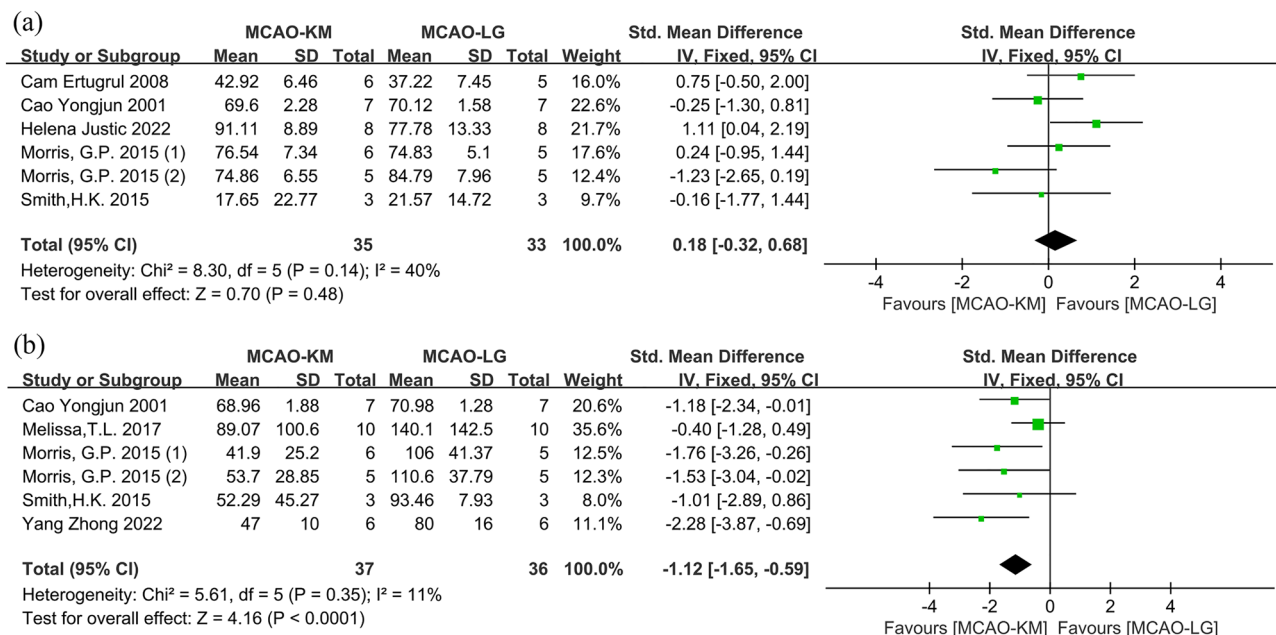 (a)
MCAO-KM MCAO-LG Std. Mean Difference Std. Mean Difference
Study or Subgroup Mean SD Total Mean SD Total Weight IV, Fixed, 95% CI IV, Fixed, 95% CI
Cam Ertugrul 2008 42.92 6.46 6 37.22 7.45 5 16.0% 0.75 [-0.50, 2.00]
Cao Yongjun 2001 69.6 2.28 7 70.12 1.58 7 22.6% -0.25 [-1.30, 0.81]
Helena Justic 2022 91.11 8.89 8 77.78 13.33 8 21.7% 1.11 [0.04, 2.19]
Morris, G.P. 2015 (1) 76.54 7.34 6 74.83 5.1 5 17.6% 0.24 [-0.95, 1.44]
Morris, G.P. 2015 (2) 74.86 6.55 5 84.79 7.96 5 12.4% -1.23 [-2.65, 0.19]
Smith,H.K. 2015 17.65 22.77 3 21.57 14.72 3 9.7% -0.16 [-1.77, 1.44]
Total (95% CI) 35 33 100.0% 0.18 [-0.32, 0.68]
Heterogeneity: Chi² = 8.30, df = 5 (P = 0.14); I² = 40%
Test for overall effect: Z = 0.70 (P = 0.48)
-4 -2 0 2 4
Favours [MCAO-KM] Favours [MCAO-LG]
(b)
MCAO-KM MCAO-LG Std. Mean Difference Std. Mean Difference
Study or Subgroup Mean SD Total Mean SD Total Weight IV, Fixed, 95% CI IV, Fixed, 95% CI
Cao Yongjun 2001 68.96 1.88 7 70.98 1.28 7 20.6% -1.18 [-2.34, -0.01]
Melissa,T.L. 2017 89.07 100.6 10 140.1 142.5 10 35.6% -0.40 [-1.28, 0.49]
Morris, G.P. 2015 (1) 41.9 25.2 6 106 41.37 5 12.5% -1.76 [-3.26, -0.26]
Morris, G.P. 2015 (2) 53.7 28.85 5 110.6 37.79 5 12.3% -1.53 [-3.04, -0.02]
Smith,H.K. 2015 52.29 45.27 3 93.46 7.93 3 8.0% -1.01 [-2.89, 0.86]
Yang Zhong 2022 47 10 6 80 16 6 11.1% -2.28 [-3.87, -0.69]
Total (95% CI) 37 36 100.0% -1.12 [-1.65, -0.59]
Heterogeneity: Chi² = 5.61, df = 5 (P = 0.35); I² = 11%
Test for overall effect: Z = 4.16 (P < 0.0001)
-4 -2 0 2 4
Favours [MCAO-KM] Favours [MCAO-LG]